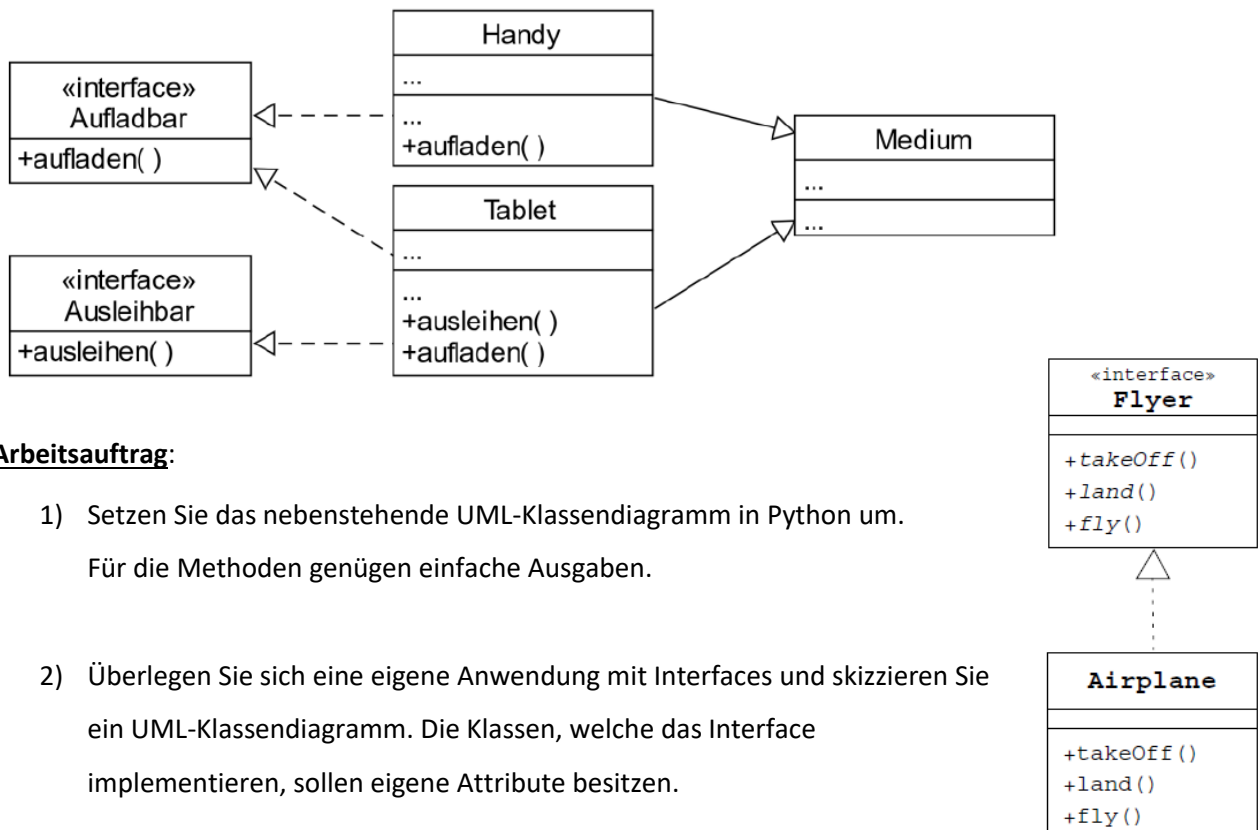 Handy
...
...
+aufladen( )
«interface»
Aufladbar
+aufladen( )
Medium
...
...
Tablet
...
...
+ausleihen( )
+aufladen( )
«interface»
Ausleihbar
+ausleihen( )
«interface»
Flyer
+takeOff()
+land()
+fly()
Arbeitsauftrag:
1) Setzen Sie das nebenstehende UML-Klassendiagramm in Python um.
Für die Methoden genügen einfache Ausgaben.
2) Überlegen Sie sich eine eigene Anwendung mit Interfaces und skizzieren Sie
ein UML-Klassendiagramm. Die Klassen, welche das Interface
implementieren, sollen eigene Attribute besitzen.
Airplane
+takeOff()
+land()
+fly()